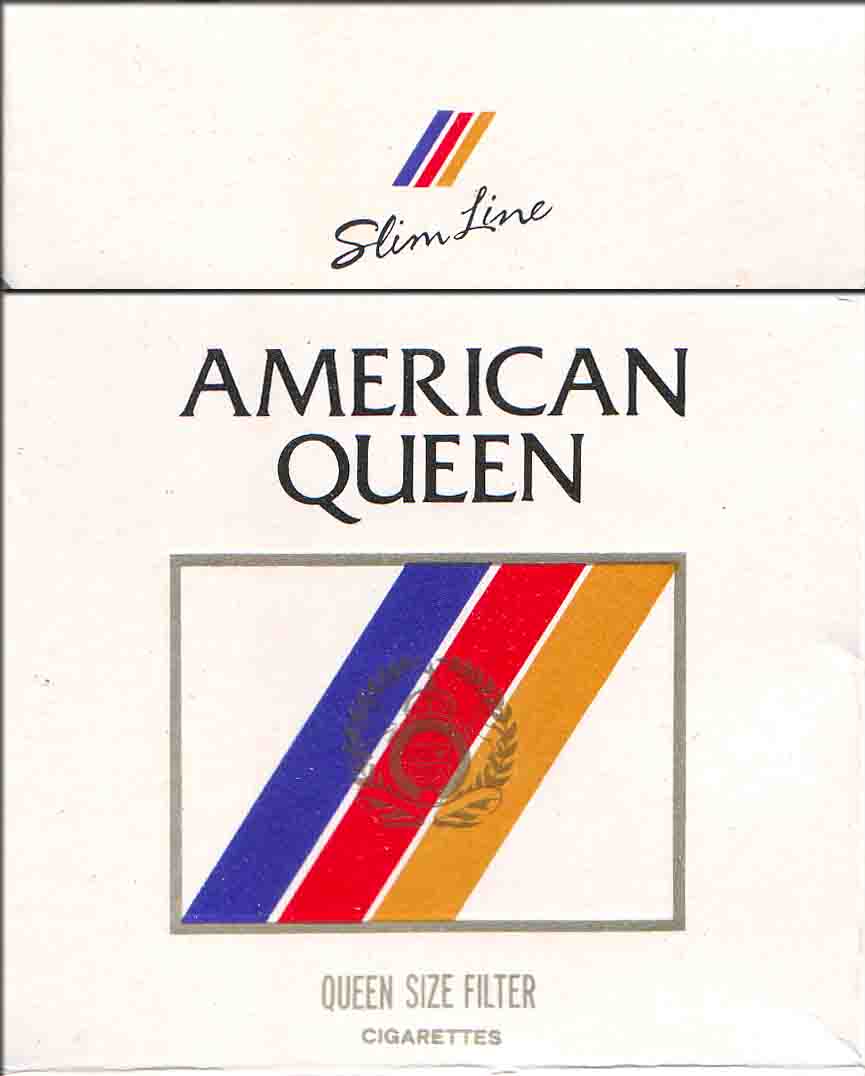 Slim Line
AMERICAN
QUEEN
QUEEN SIZE FILTER
CIGARETTES